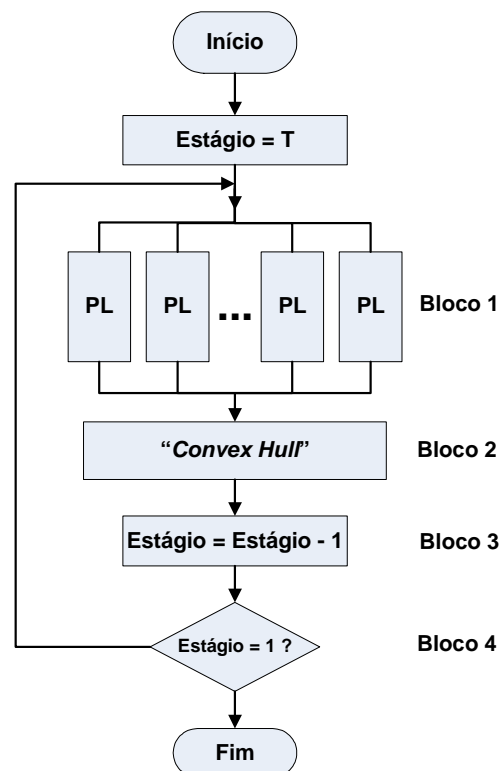 Início
Estágio = T
PL PL ... PL PL Bloco 1
“Convex Hull” Bloco 2
Estágio = Estágio - 1 Bloco 3
Estágio = 1 ? Bloco 4
Fim